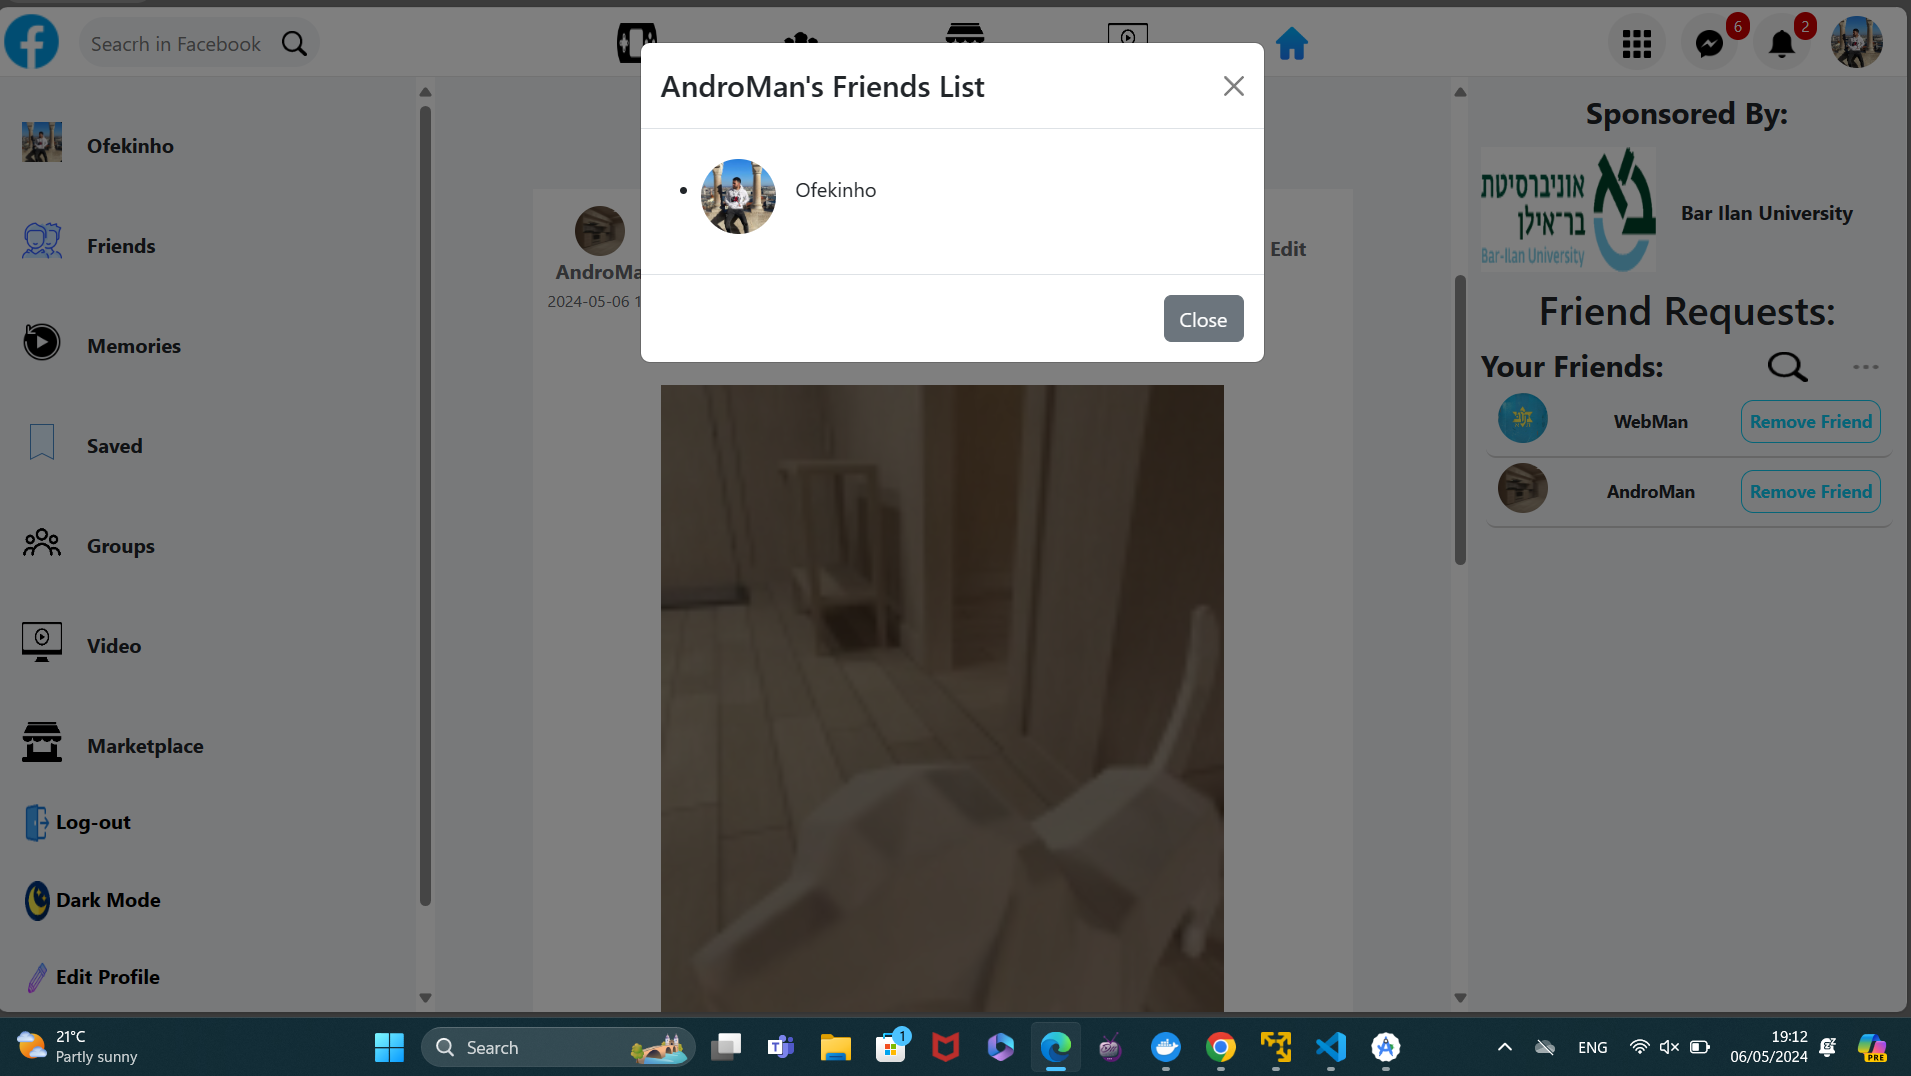 Seacrh in Facebook
6
2
AndroMan's Friends List
Ofekinho
Close
Ofekinho
Friends
Memories
Saved
Groups
Video
Marketplace
Log-out
Dark Mode
Edit Profile
AndroMa
2024-05-06 1
Edit
Sponsored By:
אוניברסיטת
בר־אילן
Bar-Ilan University
Bar Ilan University
Friend Requests:
Your Friends:
WebMan
Remove Friend
AndroMan
Remove Friend
21°C
Partly sunny
Search
1
ENG
19:12
06/05/2024
PRE